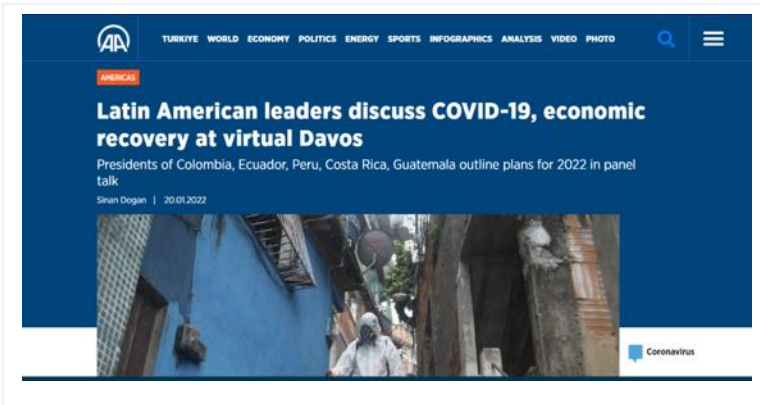 AA
TURKIYE WORLD ECONOMY POLITICS ENERGY SPORTS INFOGRAPHICS ANALYSIS VIDEO PHOTO
AMERICAS
Latin American leaders discuss COVID-19, economic
recovery at virtual Davos
Presidents of Colombia, Ecuador, Peru, Costa Rica, Guatemala outline plans for 2022 in panel
talk
Sinan Dogan | 20.01.2022
Coronavirus